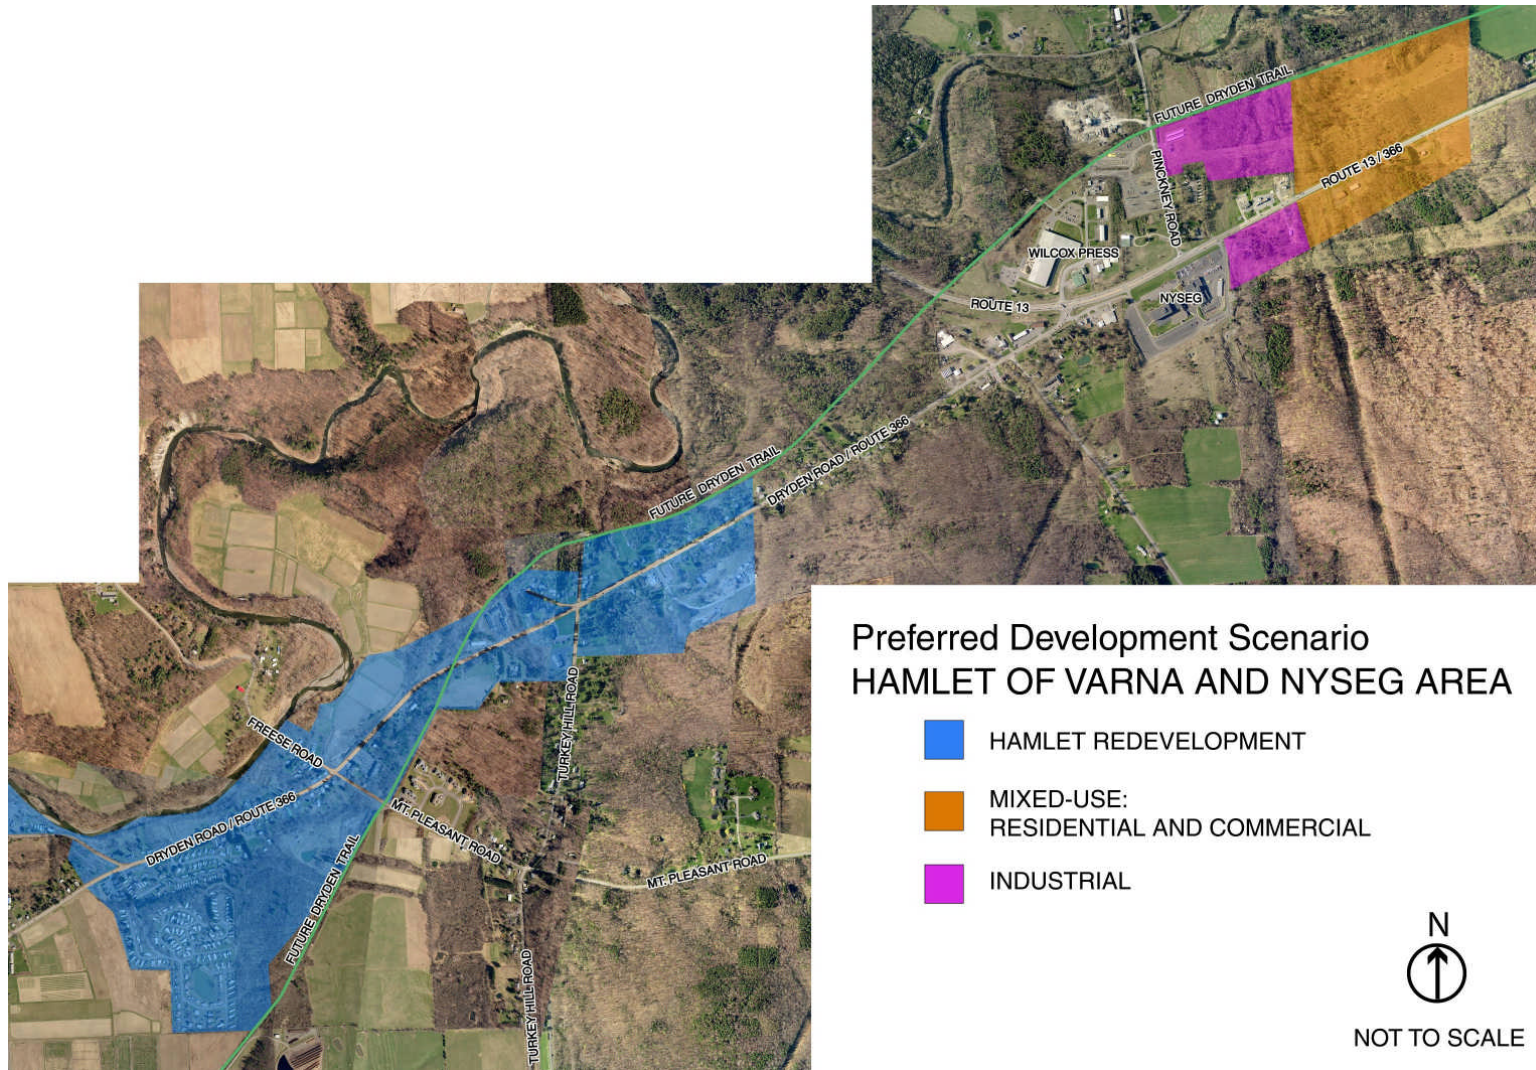 FUTURE DRYDEN TRAIL
PINCKNEY ROAD
ROUTE 13 / 366
WILCOX PRESS
NYSEG
ROUTE 13
DRYDEN ROAD / ROUTE 366
FUTURE DRYDEN TRAIL
FREESE ROAD
TURKEY HILL ROAD
DRYDEN ROAD / ROUTE 366
MT. PLEASANT ROAD
MT. PLEASANT ROAD
FUTURE DRYDEN TRAIL
TURKEY HILL ROAD
Preferred Development Scenario
HAMLET OF VARNA AND NYSEG AREA
HAMLET REDEVELOPMENT
MIXED-USE:
RESIDENTIAL AND COMMERCIAL
INDUSTRIAL
N
NOT TO SCALE